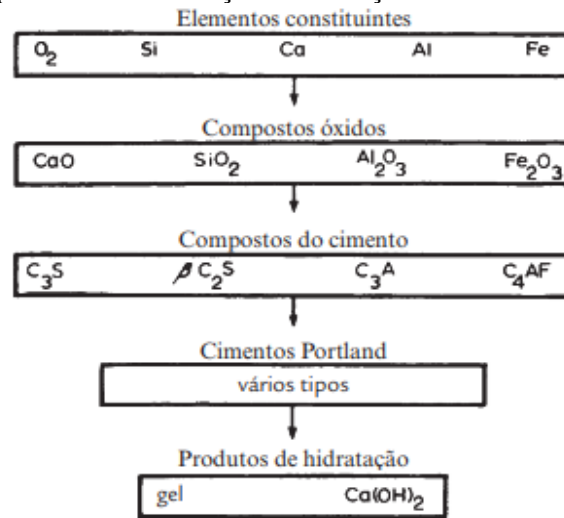 Elementos constituintes
O₂ Si Ca Al Fe
Compostos óxidos
CaO SiO₂ Al₂O₃ Fe₂O₃
Compostos do cimento
C₃S βC₂S C₃A C₄AF
Cimentos Portland
vários tipos
Produtos de hidratação
gel Ca(OH)₂